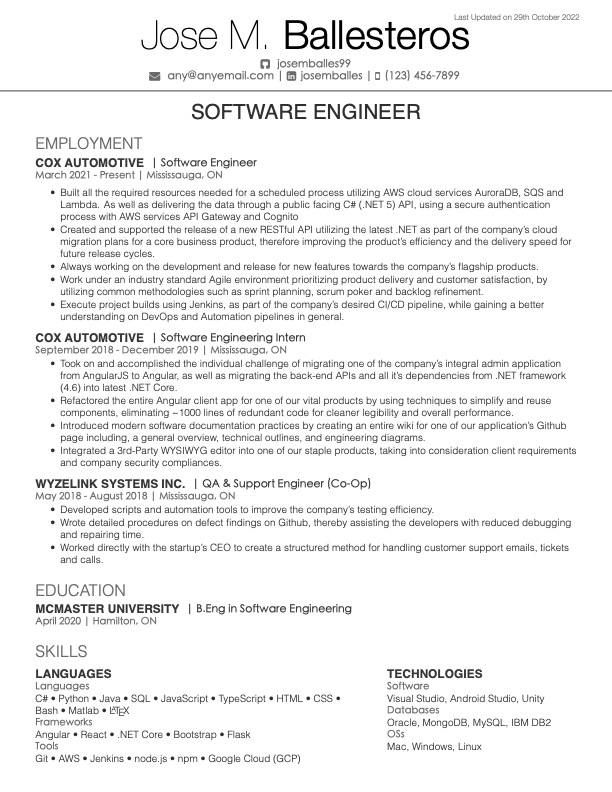 Last Updated on 29th October 2022
Jose M. Ballesteros
josemballes99
any@anyemail.com | josemballes | (123) 456-7899
SOFTWARE ENGINEER
EMPLOYMENT
COX AUTOMOTIVE | Software Engineer
March 2021 - Present | Mississauga, ON
• Built all the required resources needed for a scheduled process utilizing AWS cloud services AuroraDB, SQS and
Lambda. As well as delivering the data through a public facing C# (.NET 5) API, using a secure authentication
process with AWS services API Gateway and Cognito
• Created and supported the release of a new RESTful API utilizing the latest .NET as part of the company's cloud
migration plans for a core business product, therefore improving the product's efficiency and the delivery speed for
future release cycles.
• Always working on the development and release for new features towards the company's flagship products.
• Work under an industry standard Agile environment prioritizing product delivery and customer satisfaction, by
utilizing common methodologies such as sprint planning, scrum poker and backlog refinement.
• Execute project builds using Jenkins, as part of the company's desired CI/CD pipeline, while gaining a better
understanding on DevOps and Automation pipelines in general.
COX AUTOMOTIVE | Software Engineering Intern
September 2018 - December 2019 | Mississauga, ON
• Took on and accomplished the individual challenge of migrating one of the company's integral admin application
from AngularJS to Angular, as well as migrating the back-end APIs and all it's dependencies from .NET framework
(4.6) into latest .NET Core.
• Refactored the entire Angular client app for one of our vital products by using techniques to simplify and reuse
components, eliminating ~1000 lines of redundant code for cleaner legibility and overall performance.
• Introduced modern software documentation practices by creating an entire wiki for one of our application's Github
page including, a general overview, technical outlines, and engineering diagrams.
• Integrated a 3rd-Party WYSIWYG editor into one of our staple products, taking into consideration client requirements
and company security compliances.
WYZELINK SYSTEMS INC. | QA & Support Engineer (Co-Op)
May 2018 - August 2018 | Mississauga, ON
• Developed scripts and automation tools to improve the company's testing efficiency.
• Wrote detailed procedures on defect findings on Github, thereby assisting the developers with reduced debugging
and repairing time.
• Worked directly with the startup's CEO to create a structured method for handling customer support emails, tickets
and calls.
EDUCATION
MCMASTER UNIVERSITY | B.Eng in Software Engineering
April 2020 | Hamilton, ON
SKILLS
LANGUAGES
Languages
C# • Python • Java • SQL • JavaScript • TypeScript • HTML • CSS •
Bash • Matlab • LATEX
Frameworks
Angular • React • .NET Core • Bootstrap • Flask
Tools
Git • AWS • Jenkins • node.js • npm • Google Cloud (GCP)
TECHNOLOGIES
Software
Visual Studio, Android Studio, Unity
Databases
Oracle, MongoDB, MySQL, IBM DB2
OSs
Mac, Windows, Linux